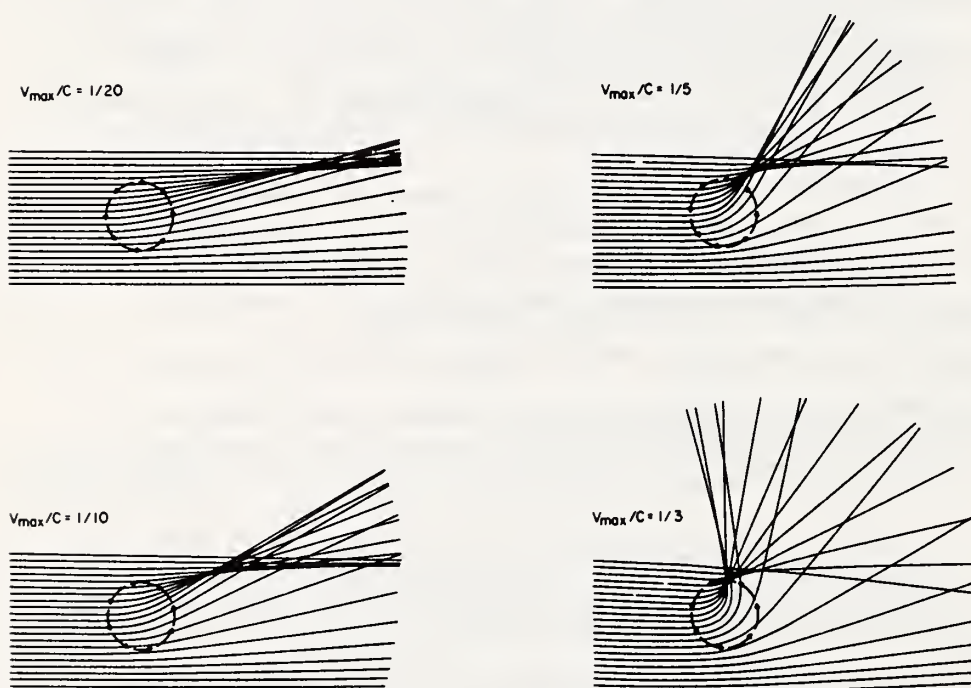 Vmax/C = 1/20
Vmax/C = 1/5
Vmax/C = 1/10
Vmax/C = 1/3